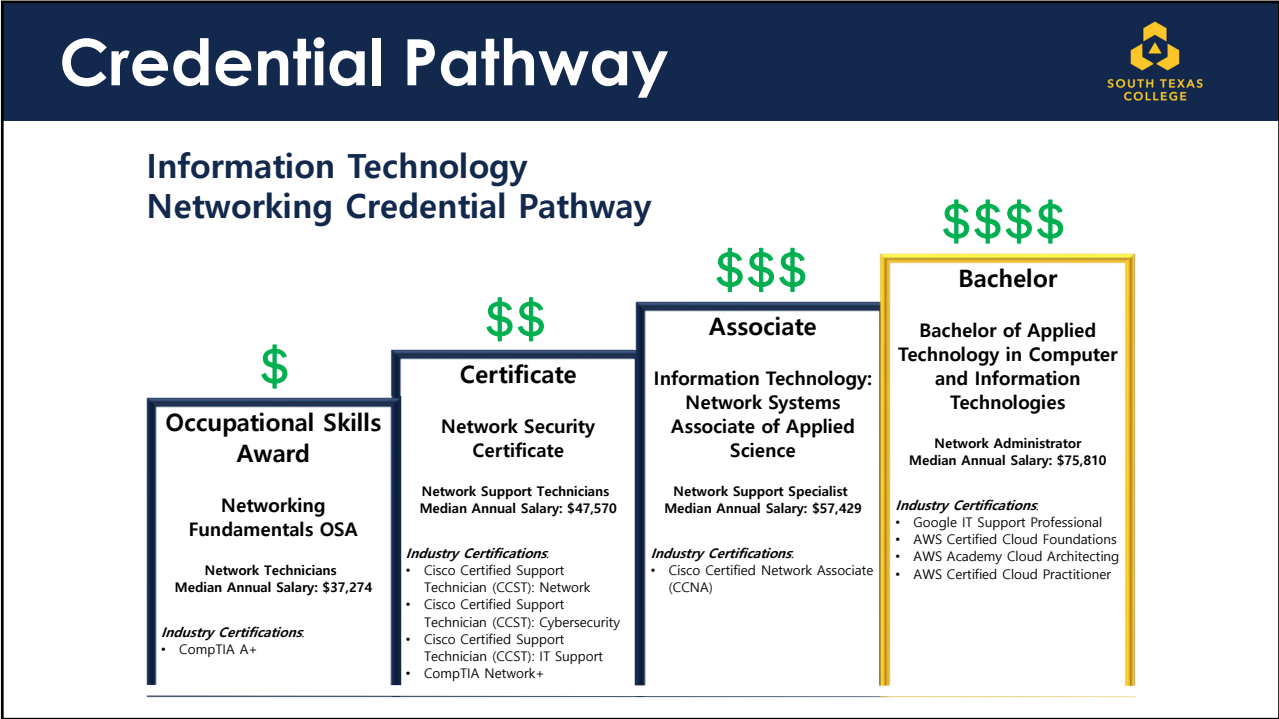 Credential Pathway
SOUTH TEXAS
COLLEGE
Information Technology
Networking Credential Pathway
$
Occupational Skills
Award
Networking
Fundamentals OSA
Network Technicians
Median Annual Salary: $37,274
Industry Certifications:
• CompTIA A+
$$
Certificate
Network Security
Certificate
Network Support Technicians
Median Annual Salary: $47,570
Industry Certifications:
• Cisco Certified Support
Technician (CCST): Network
• Cisco Certified Support
Technician (CCST): Cybersecurity
• Cisco Certified Support
Technician (CCST): IT Support
• CompTIA Network+
$$$
Associate
Information Technology:
Network Systems
Associate of Applied
Science
Network Support Specialist
Median Annual Salary: $57,429
Industry Certifications:
• Cisco Certified Network Associate
(CCNA)
$$$$
Bachelor
Bachelor of Applied
Technology in Computer
and Information
Technologies
Network Administrator
Median Annual Salary: $75,810
Industry Certifications:
• Google IT Support Professional
• AWS Certified Cloud Foundations
• AWS Academy Cloud Architecting
• AWS Certified Cloud Practitioner